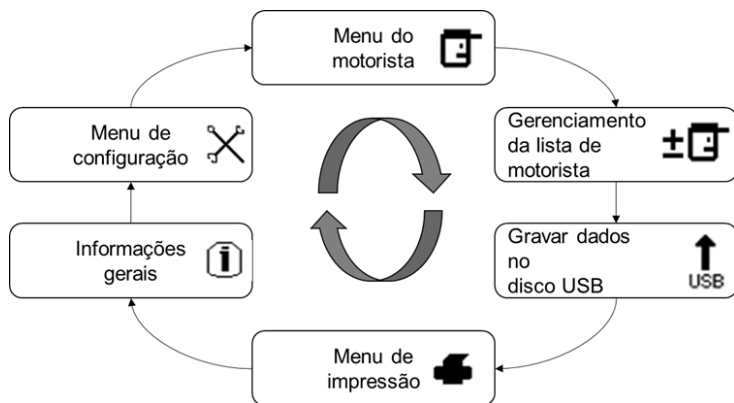 Menu do
motorista
Gerenciamento
da lista de
motorista
±
Gravar dados
no
disco USB
USB
Menu de
impressão
Informações
gerais
i
Menu de
configuração